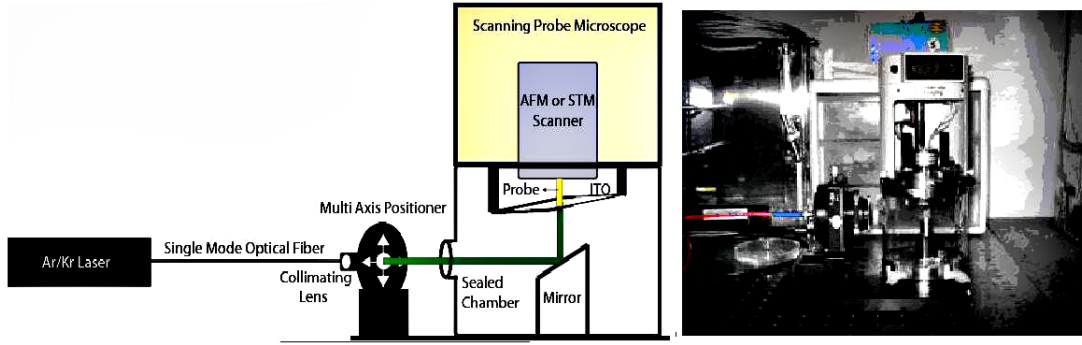 Scanning Probe Microscope
AFM or STM
Scanner
Probe
ITO
Multi Axis Positioner
Single Mode Optical Fiber
Ar/Kr Laser
Collimating
Lens
Sealed
Chamber
Mirror